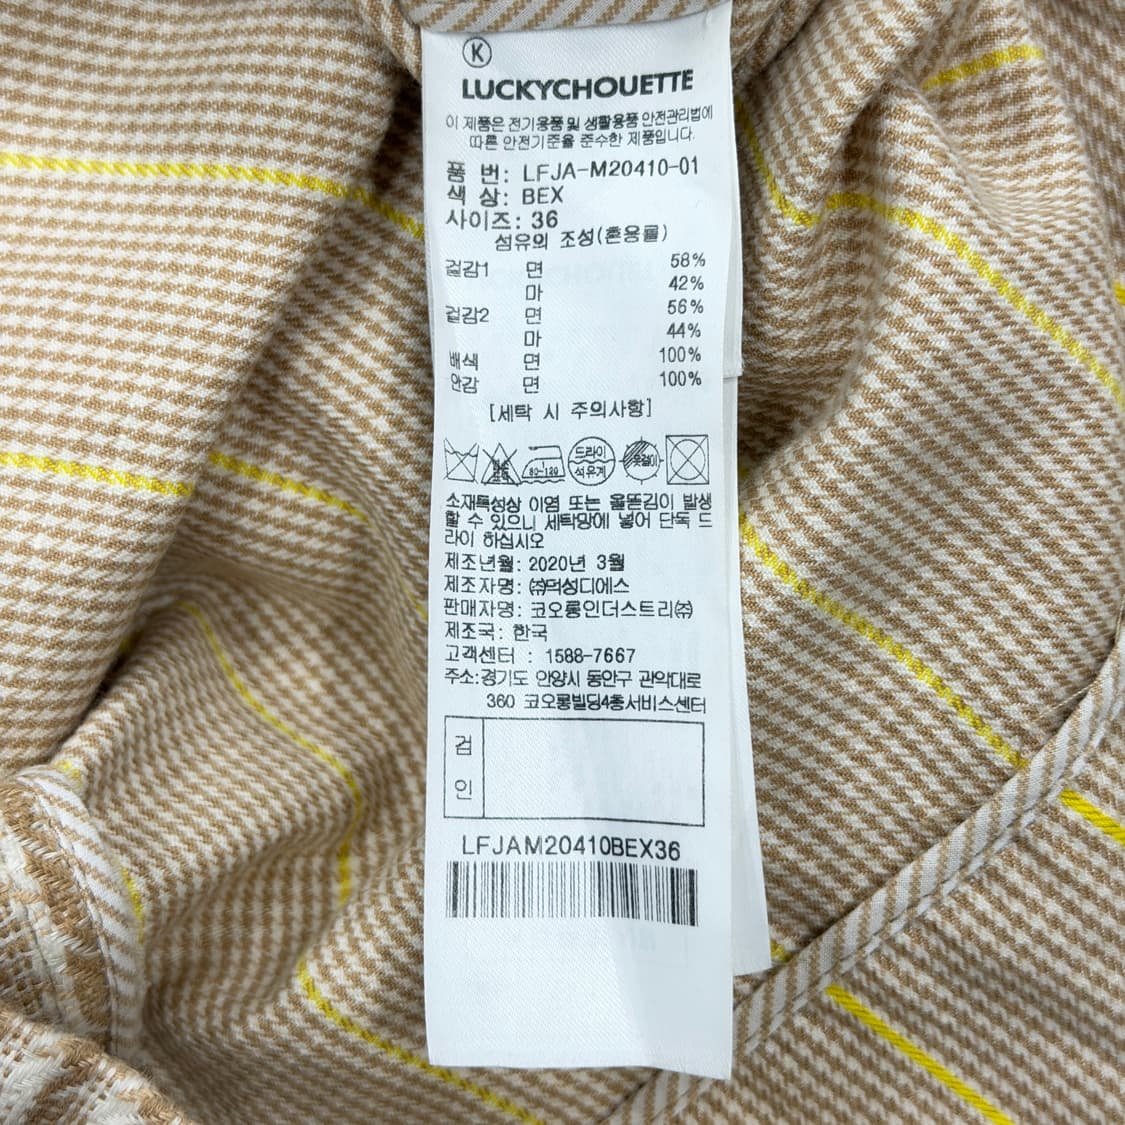 K
LUCKYCHOUETTE
이 제품은 전기용품 및 생활용품 안전관리법에
따른 안전기준을 준수한 제품입니다.
품 번: LFJA-M20410-01
색 상: BEX
사이즈: 36
섬유의 조성(혼용률)
겉감1 면 58%
마 42%
겉감2 면 56%
마 44%
배색 면 100%
안감 면 100%
[세탁 시 주의사항]
80~120 드라이 석유계 옷걸이
소재특성상 이염 또는 올뜯김이 발생
할 수 있으니 세탁망에 넣어 단독 드
라이 하십시오
제조년월: 2020년 3월
제조자명: ㈜덕성디에스
판매자명: 코오롱인더스트리㈜
제조국: 한국
고객센터 : 1588-7667
주소:경기도 안양시 동안구 관악대로
360 코오롱빌딩4층서비스센터
검
인
LFJAM20410BEX36